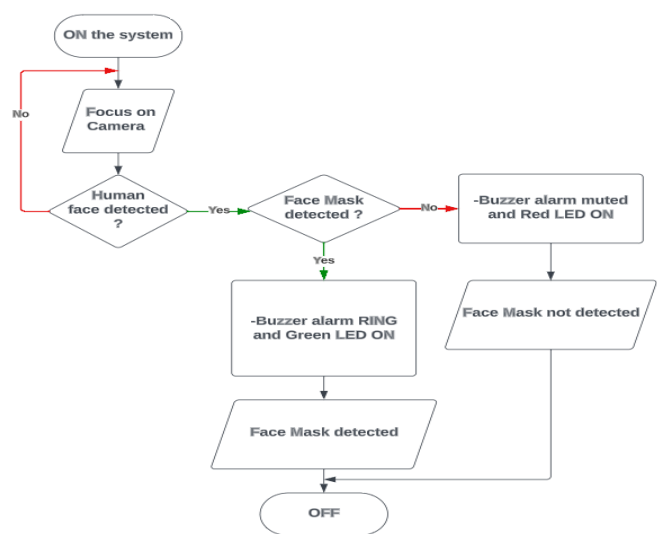 ON the system
No
Focus on
Camera
Human
face detected
?
Yes
Face Mask
detected ?
No
-Buzzer alarm muted
and Red LED ON
Yes
Face Mask not detected
-Buzzer alarm RING
and Green LED ON
Face Mask detected
OFF